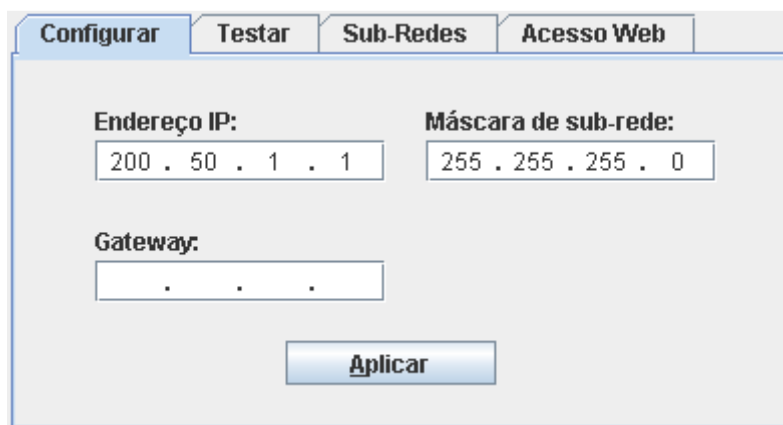 Configurar Testar Sub-Redes Acesso Web
Endereço IP: Máscara de sub-rede:
200 . 50 . 1 . 1 255 . 255 . 255 . 0
Gateway:
. . .
Aplicar